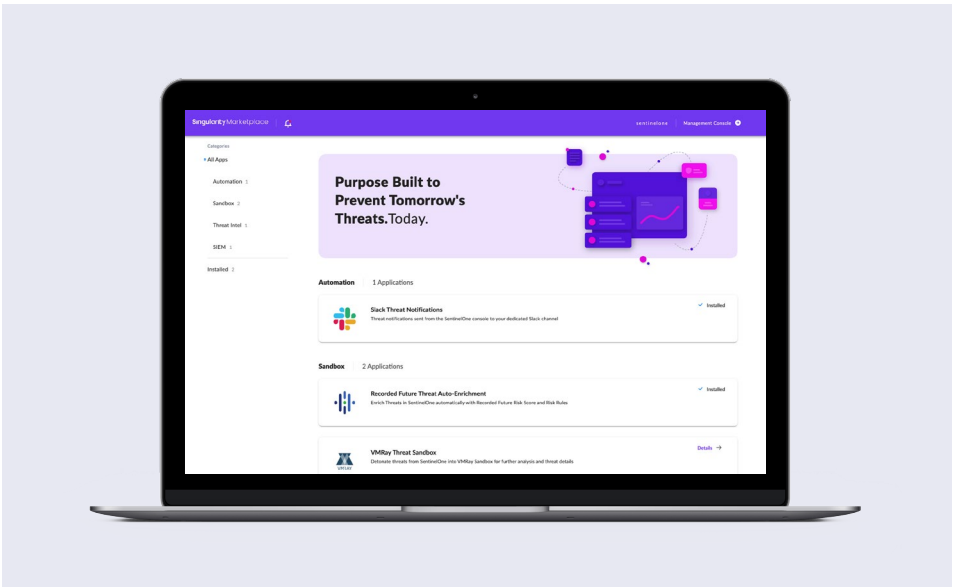 Singularity Marketplace
sentinelone
Management Console
Categories
All Apps
Automation 1
Sandbox 2
Threat Intel 1
SIEM 1
Installed 2
Purpose Built to
Prevent Tomorrow's
Threats.Today.
Automation 1 Applications
Slack Threat Notifications
Threat notifications sent from the SentinelOne console to your dedicated Slack channel
Installed
Sandbox 2 Applications
Recorded Future Threat Auto-Enrichment
Enrich Threats in SentinelOne automatically with Recorded Future Risk Score and Risk Rules
Installed
VMRAY
VMRay Threat Sandbox
Detonate threats from SentinelOne into VMRay Sandbox for further analysis and threat details
Details